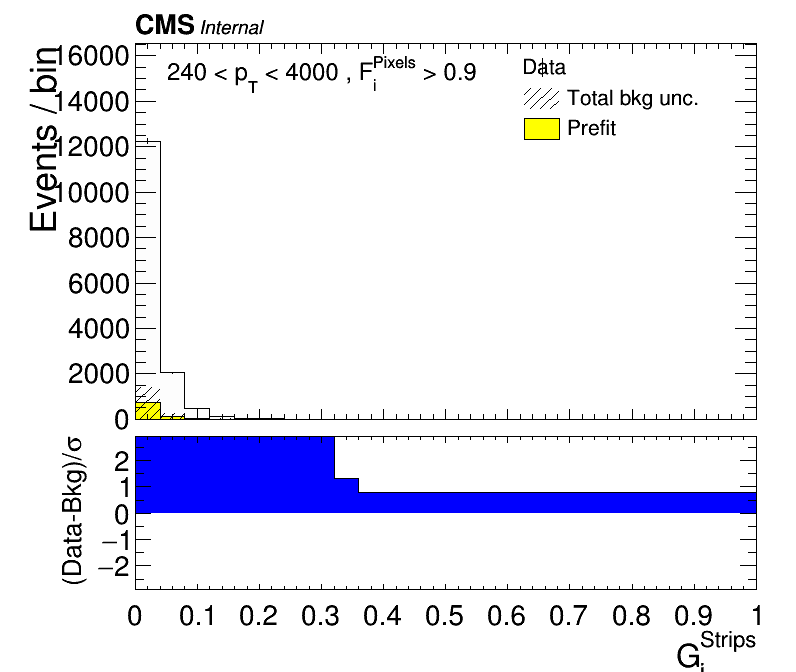 CMS Internal
240 < p_T < 4000 , F_i^Pixels > 0.9
Data
Total bkg unc.
Prefit
Events / bin
16000
14000
12000
10000
8000
6000
4000
2000
0
(Data-Bkg)/σ
2
1
0
−1
−2
0 0.1 0.2 0.3 0.4 0.5 0.6 0.7 0.8 0.9 1
G_i^Strips